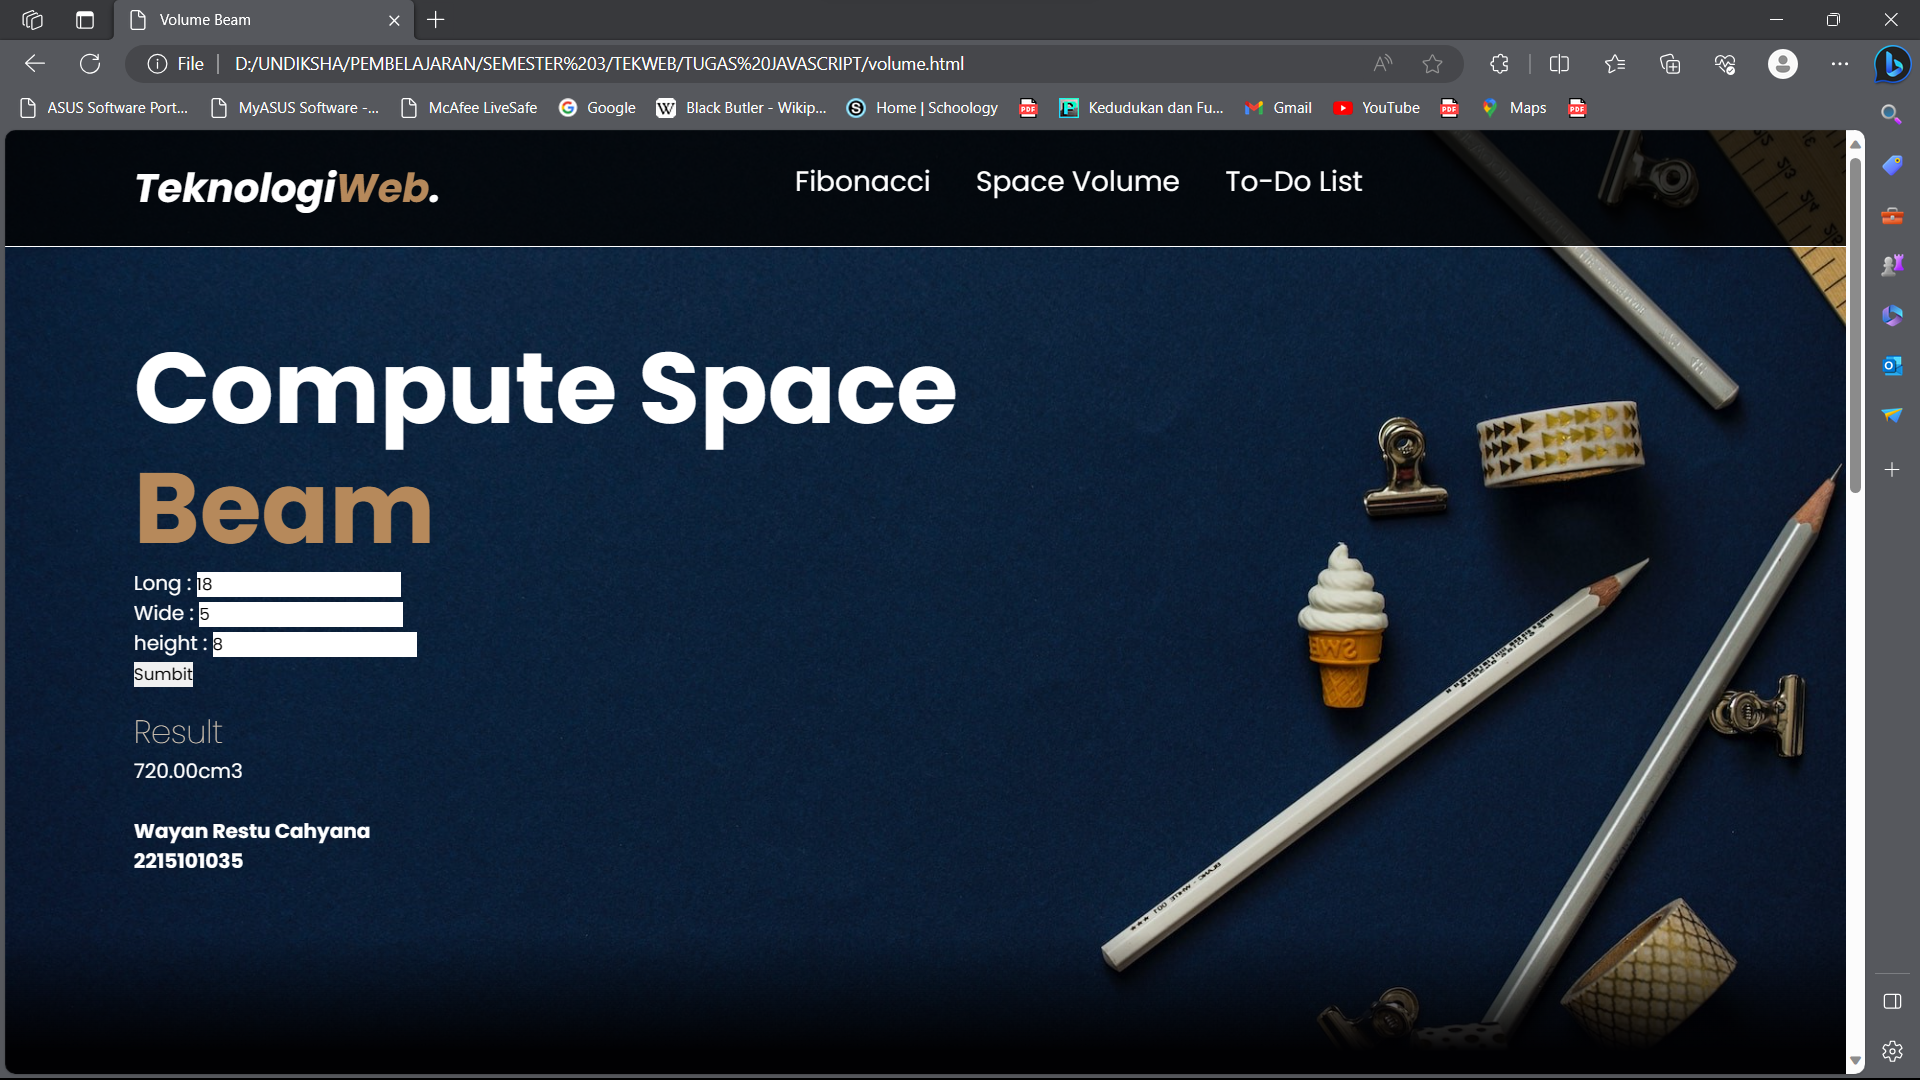 Volume Beam
File
D:/UNDIKSHA/PEMBELAJARAN/SEMESTER%203/TEKWEB/TUGAS%20JAVASCRIPT/volume.html
ASUS Software Port... MyASUS Software -... McAfee LiveSafe Google Black Butler - Wikip... Home | Schoology Kedudukan dan Fu... Gmail YouTube Maps
TeknologiWeb.
Fibonacci Space Volume To-Do List
Compute Space
Beam
Long : 18
Wide : 5
height : 8
Sumbit
Result
720.00cm3
Wayan Restu Cahyana
2215101035